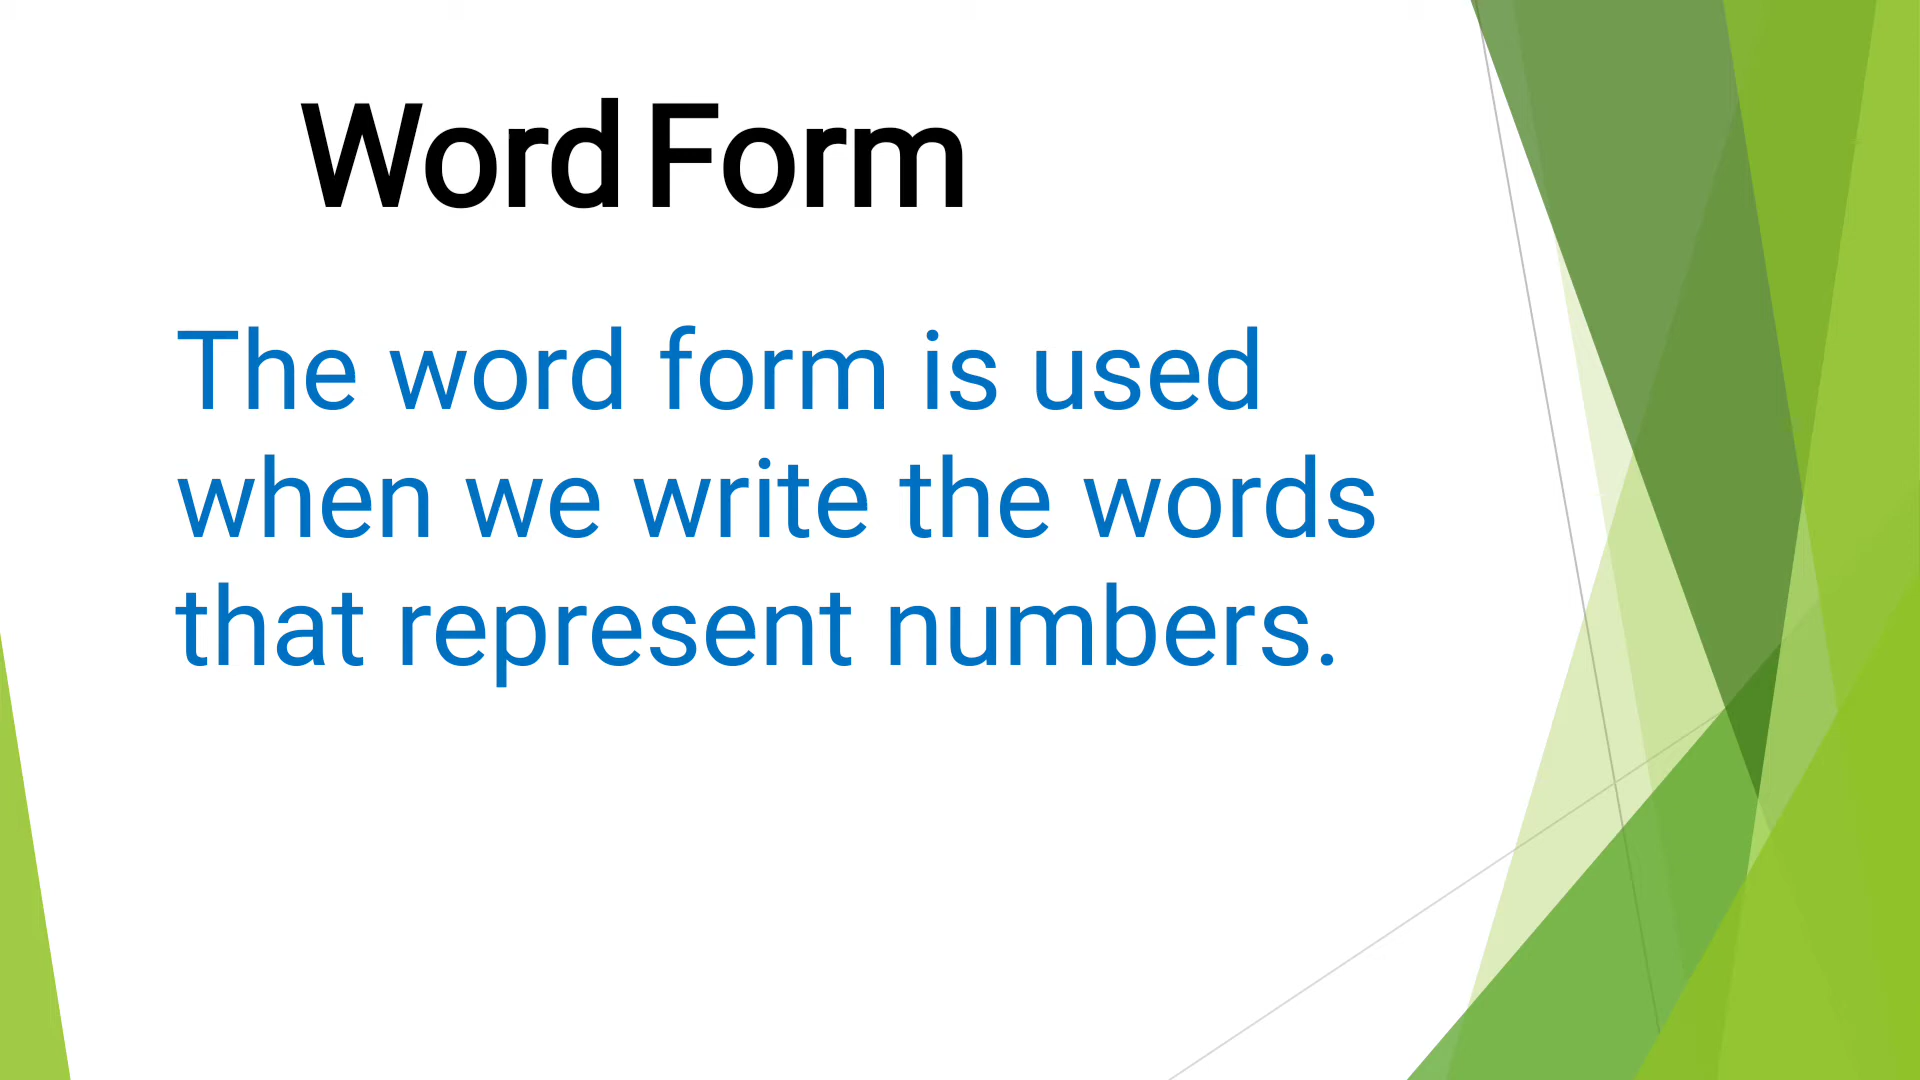 Word Form
The word form is used
when we write the words
that represent numbers.